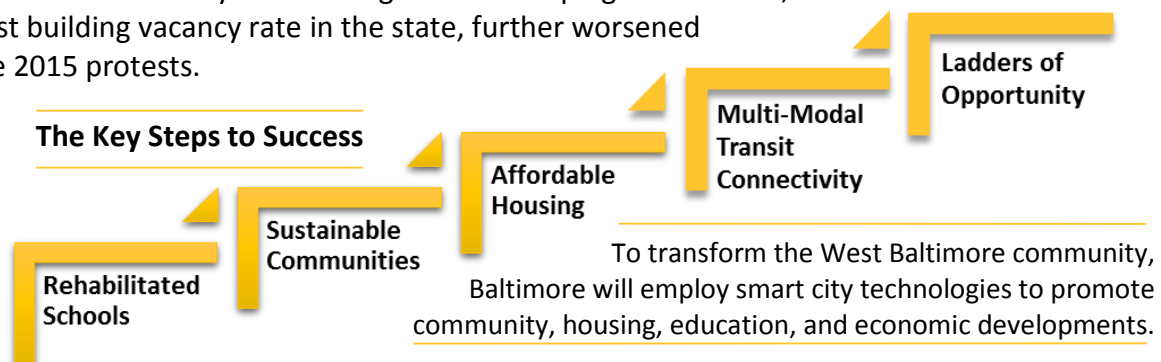 st building vacancy rate in the state, further worsened
e 2015 protests.
The Key Steps to Success
Rehabilitated
Schools
Sustainable
Communities
Affordable
Housing
Multi-Modal
Transit
Connectivity
Ladders of
Opportunity
To transform the West Baltimore community,
Baltimore will employ smart city technologies to promote
community, housing, education, and economic developments.